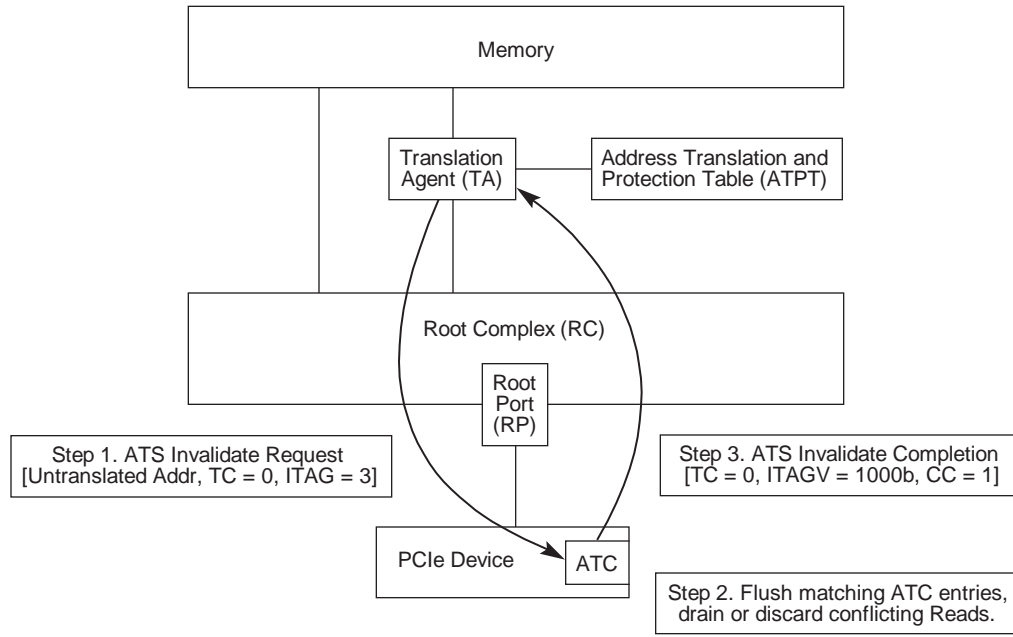 Memory
Translation
Agent (TA)
Address Translation and
Protection Table (ATPT)
Root Complex (RC)
Root
Port
(RP)
Step 1. ATS Invalidate Request
[Untranslated Addr, TC = 0, ITAG = 3]
Step 3. ATS Invalidate Completion
[TC = 0, ITAGV = 1000b, CC = 1]
PCIe Device
ATC
Step 2. Flush matching ATC entries,
drain or discard conflicting Reads.